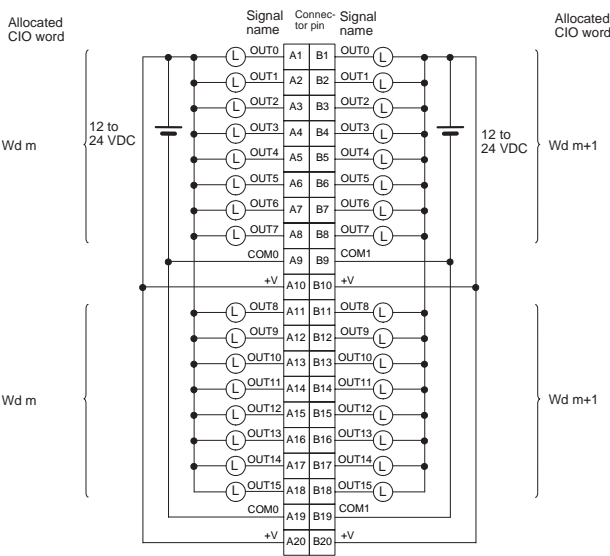 Allocated CIO word
Signal name
Connec-tor pin
Signal name
Allocated CIO word
OUT0 A1 B1 OUT0
L L
OUT1 A2 B2 OUT1
L L
OUT2 A3 B3 OUT2
L L
12 to 24 VDC
OUT3 A4 B4 OUT3
L L
12 to 24 VDC
Wd m
OUT4 A5 B5 OUT4
L L
Wd m+1
OUT5 A6 B6 OUT5
L L
OUT6 A7 B7 OUT6
L L
OUT7 A8 B8 OUT7
L L
COM0 A9 B9 COM1
+V A10 B10 +V
OUT8 A11 B11 OUT8
L L
OUT9 A12 B12 OUT9
L L
OUT10 A13 B13 OUT10
L L
OUT11 A14 B14 OUT11
L L
Wd m
OUT12 A15 B15 OUT12
L L
Wd m+1
OUT13 A16 B16 OUT13
L L
OUT14 A17 B17 OUT14
L L
OUT15 A18 B18 OUT15
L L
COM0 A19 B19 COM1
+V A20 B20 +V